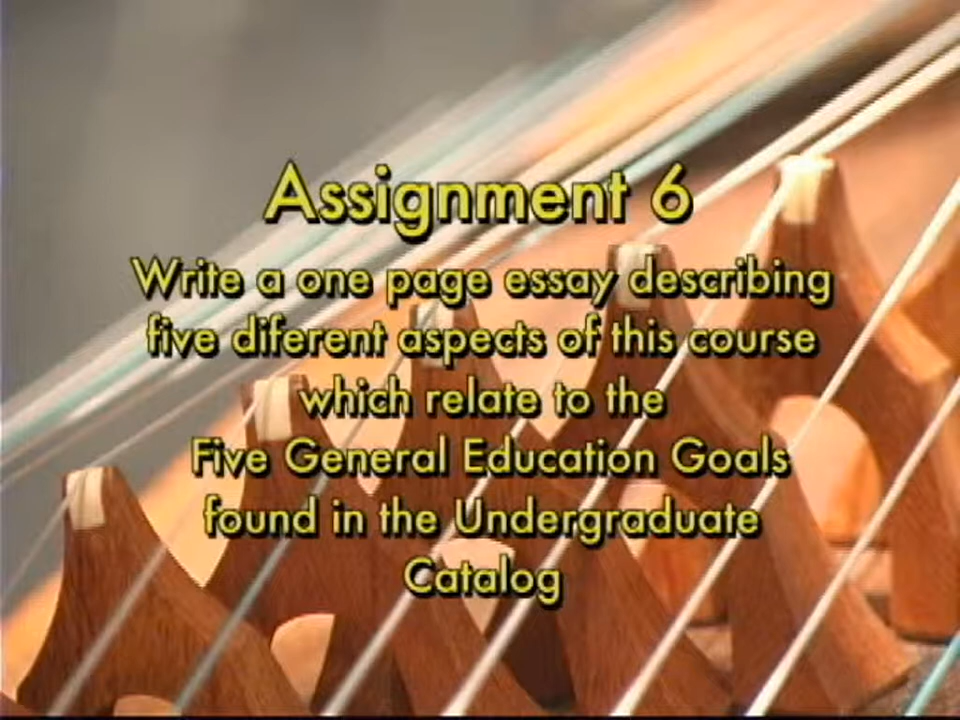 Assignment 6
Write a one page essay describing
five diferent aspects of this course
which relate to the
Five General Education Goals
found in the Undergraduate
Catalog